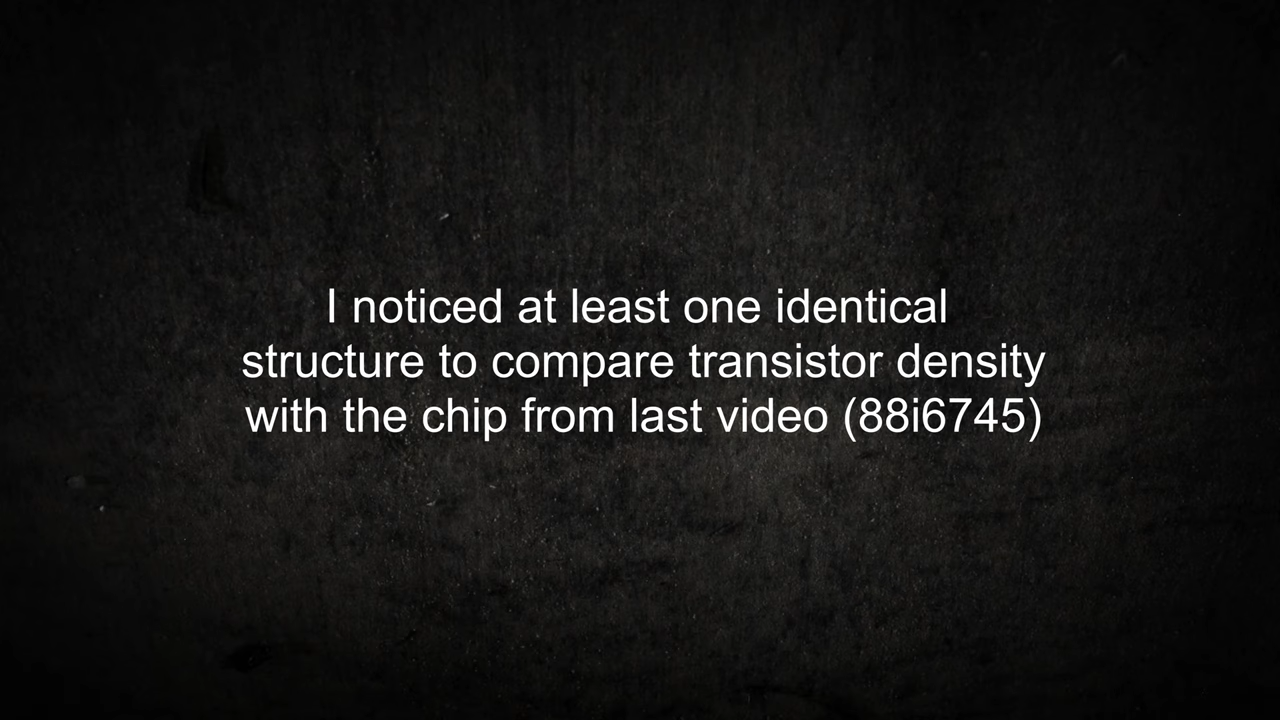 I noticed at least one identical
structure to compare transistor density
with the chip from last video (88i6745)